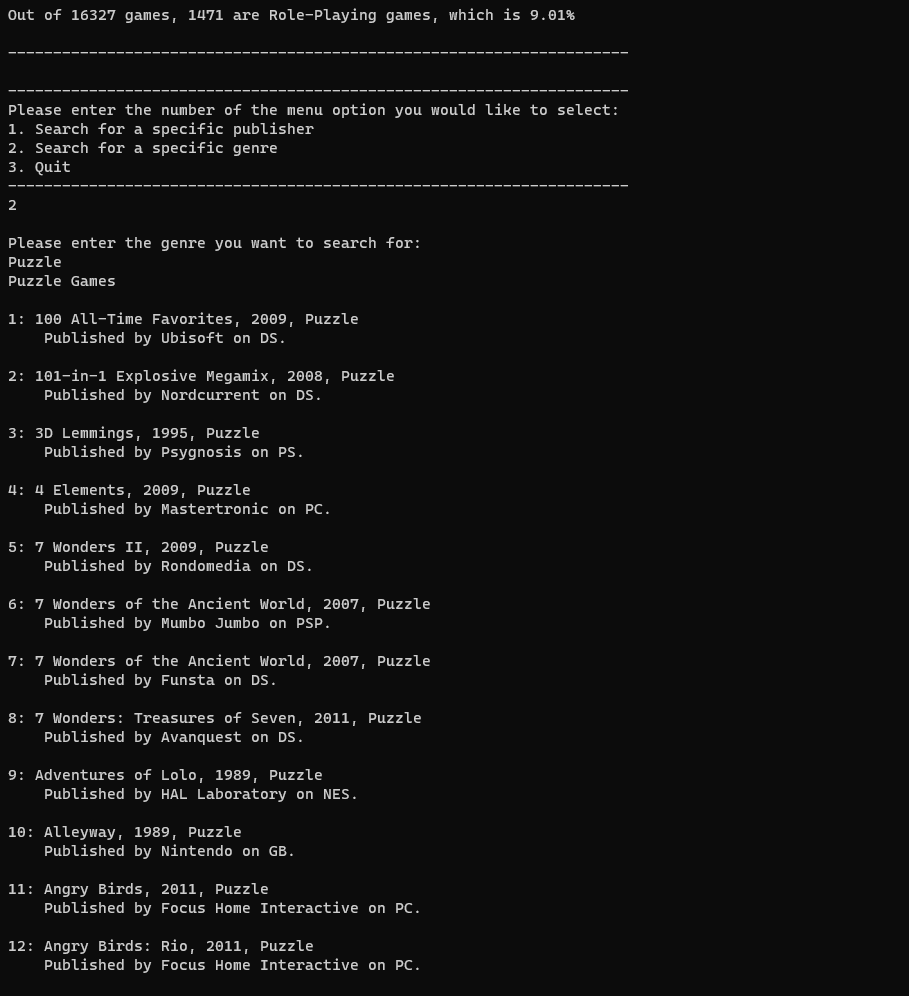 Out of 16327 games, 1471 are Role-Playing games, which is 9.01%
---------------------------------------------------------------------
---------------------------------------------------------------------
Please enter the number of the menu option you would like to select:
1. Search for a specific publisher
2. Search for a specific genre
3. Quit
---------------------------------------------------------------------
2
Please enter the genre you want to search for:
Puzzle
Puzzle Games
1: 100 All-Time Favorites, 2009, Puzzle
    Published by Ubisoft on DS.
2: 101-in-1 Explosive Megamix, 2008, Puzzle
    Published by Nordcurrent on DS.
3: 3D Lemmings, 1995, Puzzle
    Published by Psygnosis on PS.
4: 4 Elements, 2009, Puzzle
    Published by Mastertronic on PC.
5: 7 Wonders II, 2009, Puzzle
    Published by Rondomedia on DS.
6: 7 Wonders of the Ancient World, 2007, Puzzle
    Published by Mumbo Jumbo on PSP.
7: 7 Wonders of the Ancient World, 2007, Puzzle
    Published by Funsta on DS.
8: 7 Wonders: Treasures of Seven, 2011, Puzzle
    Published by Avanquest on DS.
9: Adventures of Lolo, 1989, Puzzle
    Published by HAL Laboratory on NES.
10: Alleyway, 1989, Puzzle
    Published by Nintendo on GB.
11: Angry Birds, 2011, Puzzle
    Published by Focus Home Interactive on PC.
12: Angry Birds: Rio, 2011, Puzzle
    Published by Focus Home Interactive on PC.